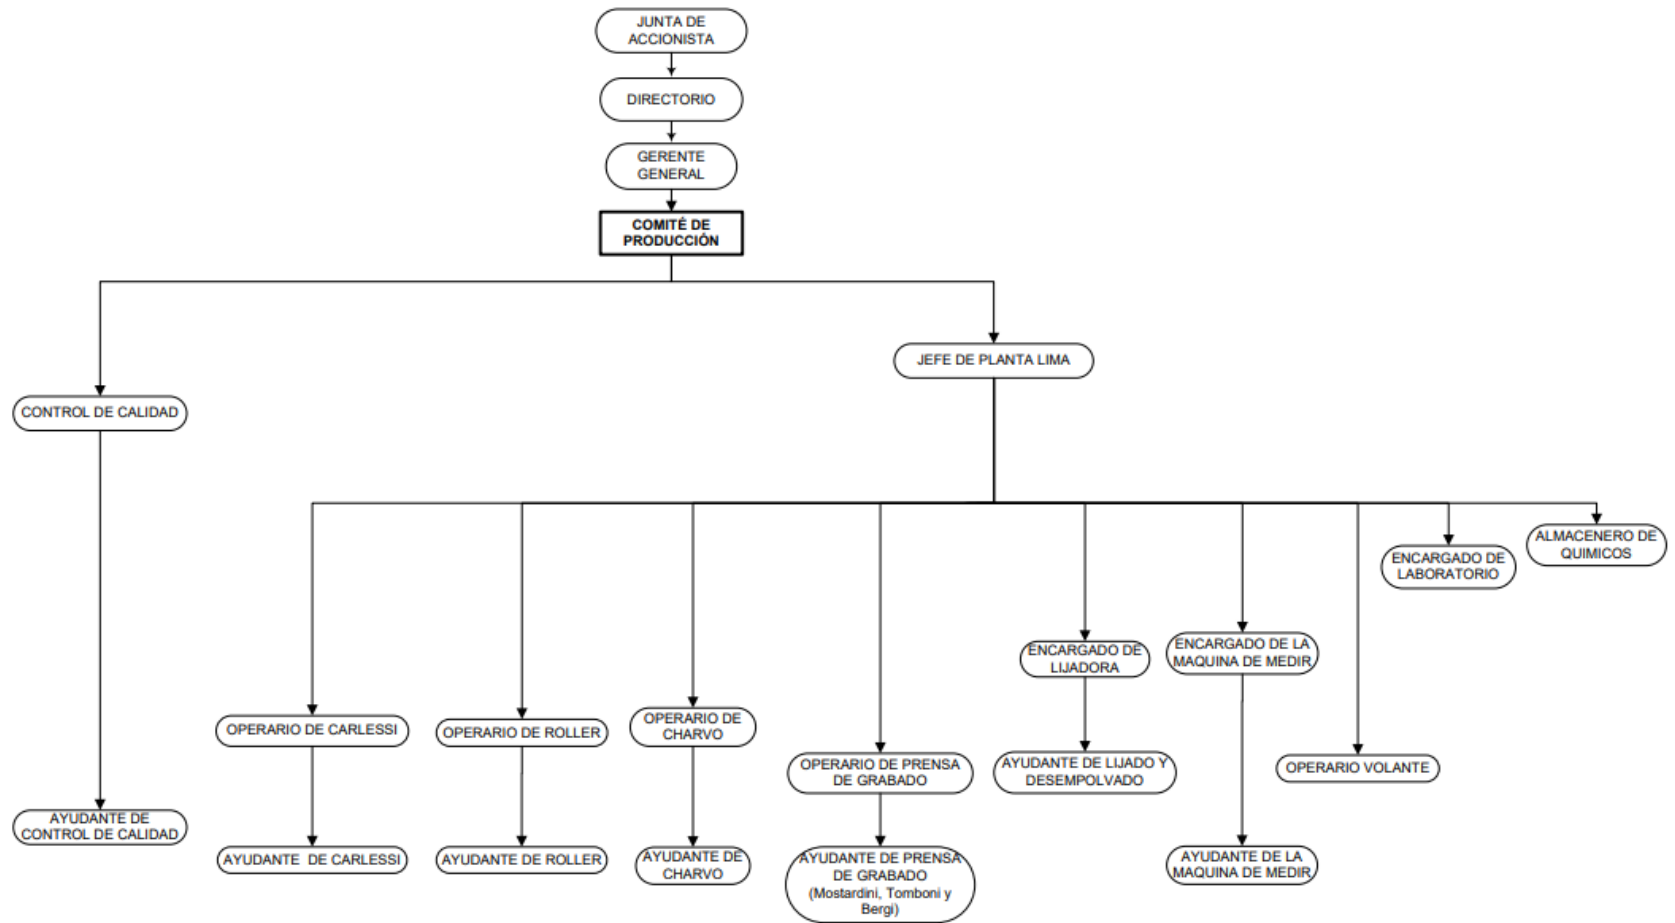 JUNTA DE
ACCIONISTA
DIRECTORIO
GERENTE
GENERAL
COMITÉ DE
PRODUCCIÓN
JEFE DE PLANTA LIMA
CONTROL DE CALIDAD
ALMACENERO DE
QUIMICOS
ENCARGADO DE
LABORATORIO
ENCARGADO DE
LIJADORA
ENCARGADO DE LA
MAQUINA DE MEDIR
OPERARIO DE CARLESSI
OPERARIO DE ROLLER
OPERARIO DE
CHARVO
OPERARIO DE PRENSA
DE GRABADO
AYUDANTE DE LIJADO Y
DESEMPOLVADO
OPERARIO VOLANTE
AYUDANTE DE
CONTROL DE CALIDAD
AYUDANTE DE CARLESSI
AYUDANTE DE ROLLER
AYUDANTE DE
CHARVO
AYUDANTE DE PRENSA
DE GRABADO
(Mostardini, Tomboni y
Bergi)
AYUDANTE DE LA
MAQUINA DE MEDIR